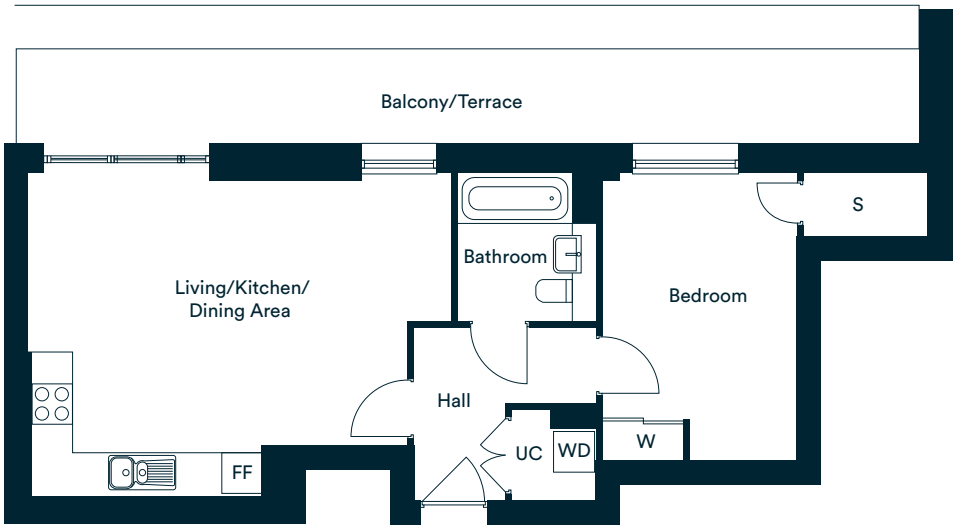 Balcony/Terrace
S
Bathroom
Living/Kitchen/
Dining Area
Bedroom
Hall
W
UC
WD
FF